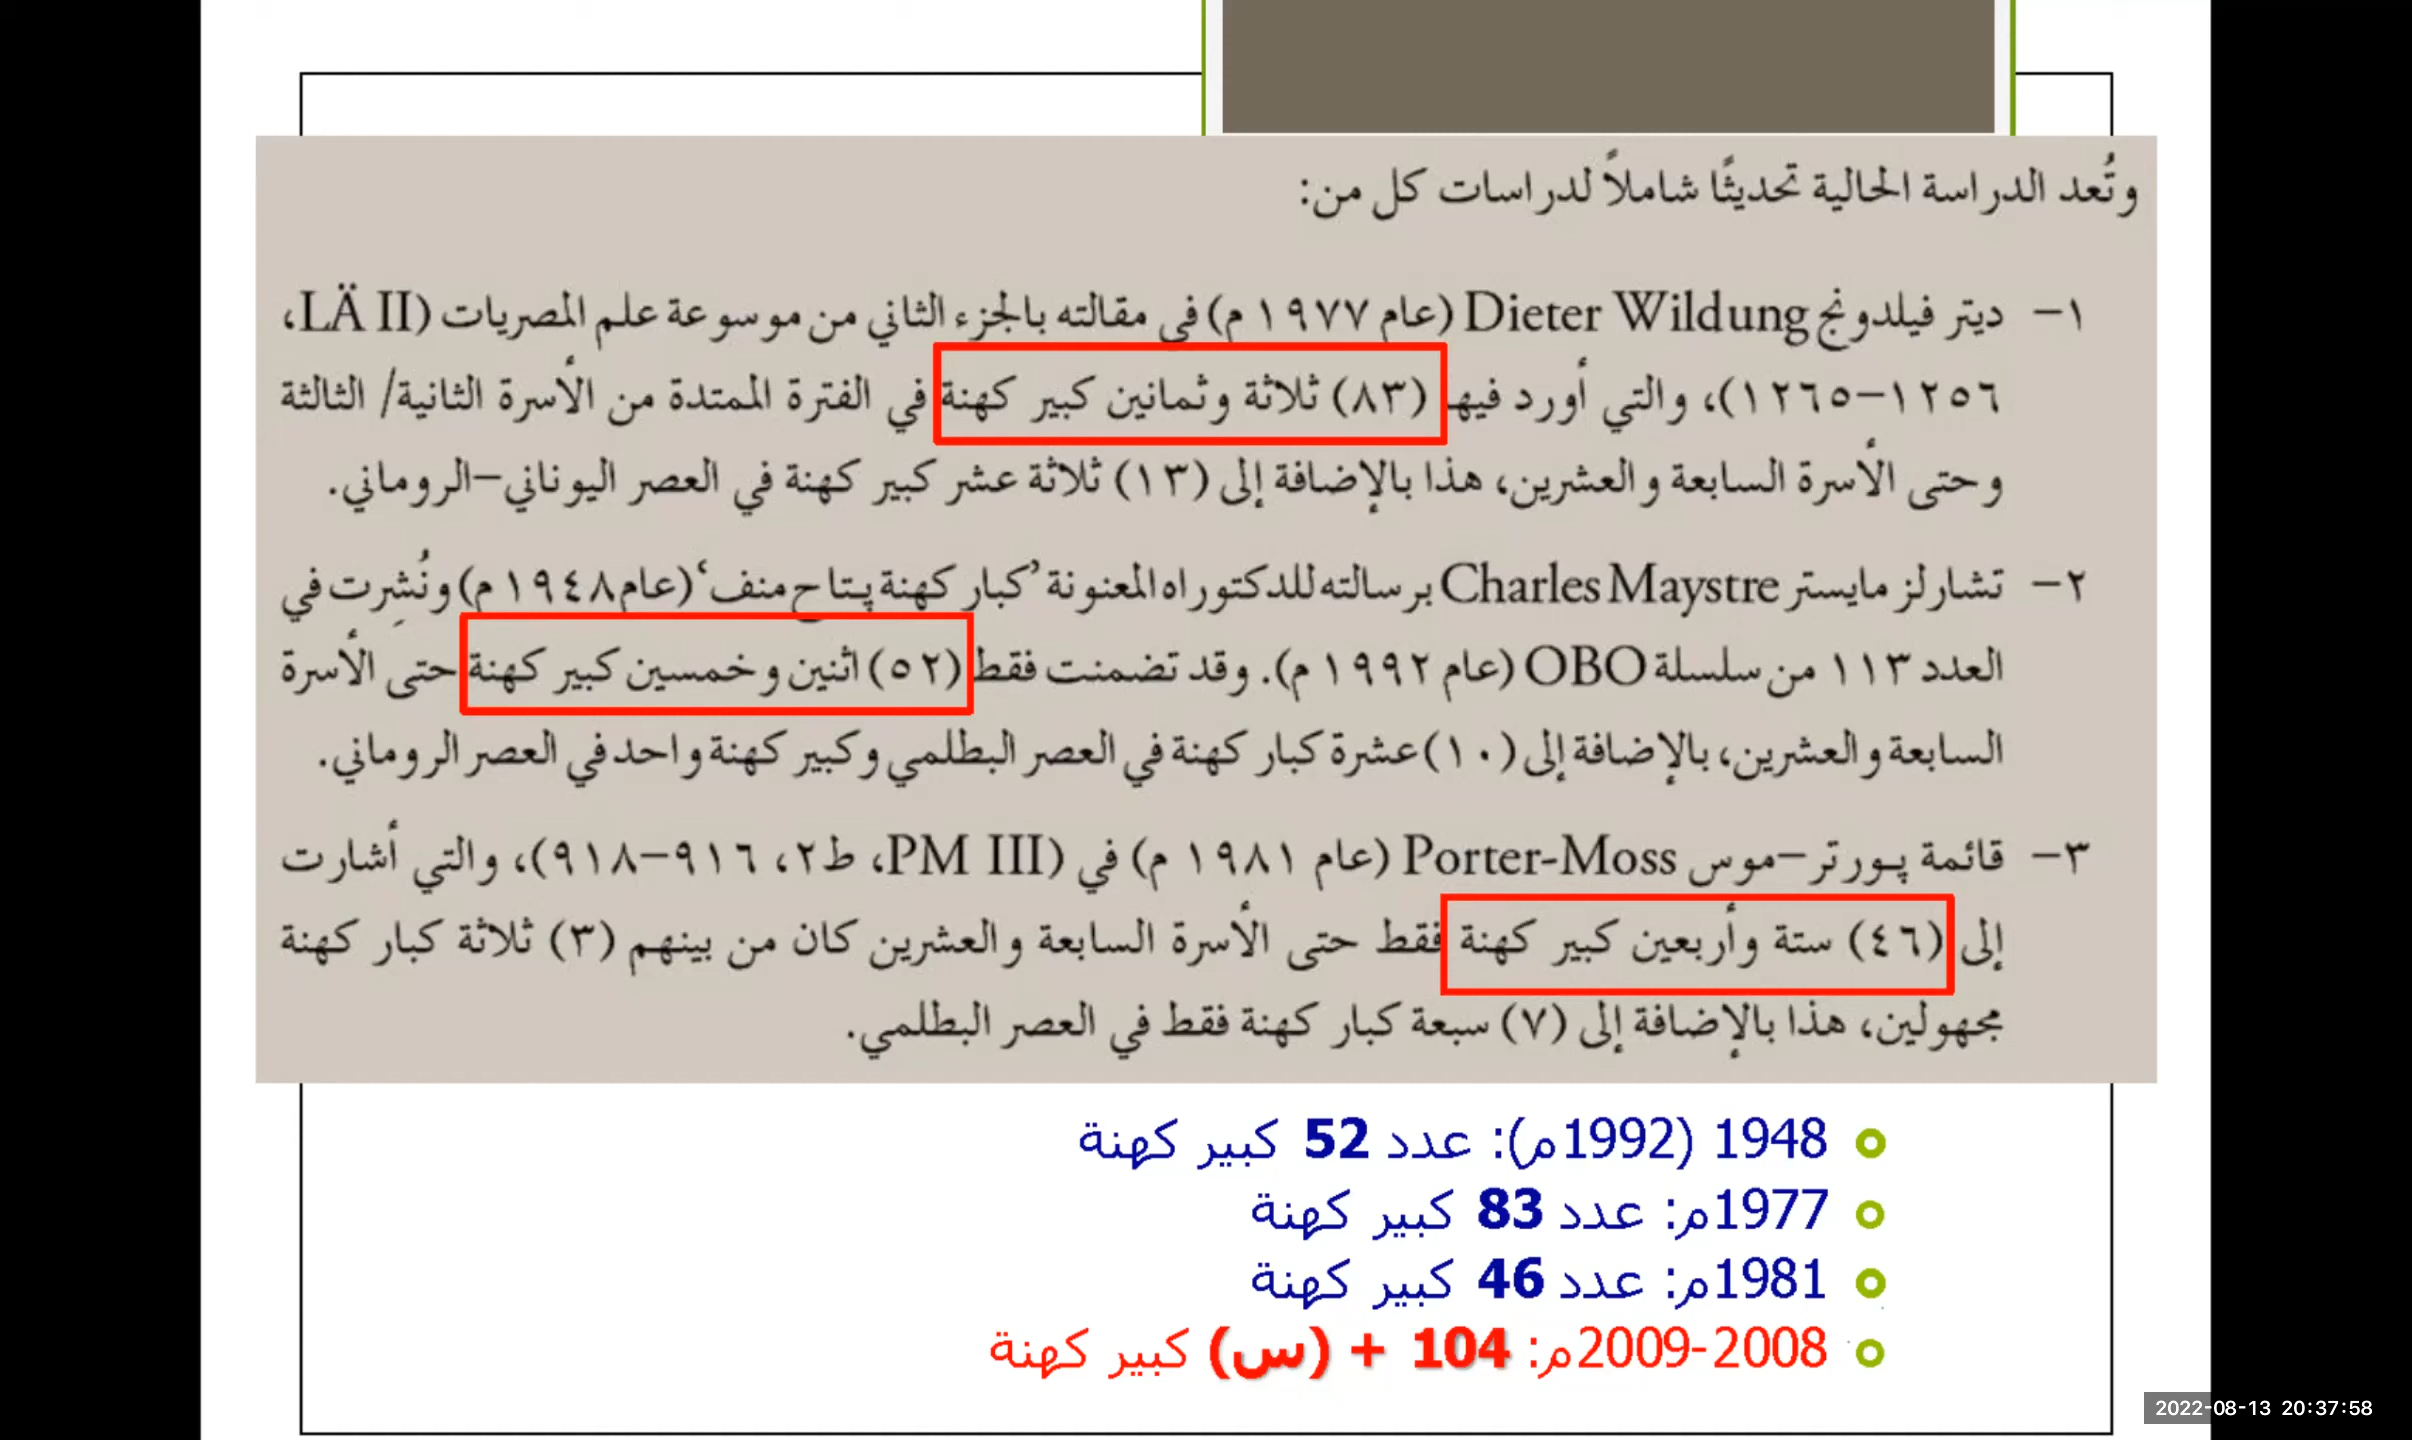 وتُعد الدراسة الحالية تحديثًا شاملاً لدراسات كل من:
١- ديتر فيلدونج Dieter Wildung (عام ١٩٧٧ م) في مقالته بالجزء الثاني من موسوعة علم المصريات (LÄ II،
١٢٥٦-١٢٦٥)، والتي أورد فيها (٨٣) ثلاثة وثمانين كبير كهنة في الفترة الممتدة من الأسرة الثانية/ الثالثة
وحتى الأسرة السابعة والعشرين، هذا بالإضافة إلى (١٣) ثلاثة عشر كبير كهنة في العصر اليوناني-الروماني.
٢- تشارلز مايستر Charles Maystre برسالته للدكتوراه المعنونة ’كبار كهنة پتاح منف‘ (عام ١٩٤٨ م) ونُشِرت في
العدد ١١٣ من سلسلة OBO (عام ١٩٩٢ م). وقد تضمنت فقط (٥٢) اثنين وخمسين كبير كهنة حتى الأسرة
السابعة والعشرين، بالإضافة إلى (١٠) عشرة كبار كهنة في العصر البطلمي وكبير كهنة واحد في العصر الروماني.
٣- قائمة پورتر-موس Porter-Moss (عام ١٩٨١ م) في (PM III، ط٢، ٩١٦-٩١٨)، والتي أشارت
إلى (٤٦) ستة وأربعين كبير كهنة فقط حتى الأسرة السابعة والعشرين كان من بينهم (٣) ثلاثة كبار كهنة
مجهولين، هذا بالإضافة إلى (٧) سبعة كبار كهنة فقط في العصر البطلمي.
1948 (1992م): عدد 52 كبير كهنة
1977م: عدد 83 كبير كهنة
1981م: عدد 46 كبير كهنة
2008-2009م: 104 + (س) كبير كهنة
2022-08-13 20:37:58